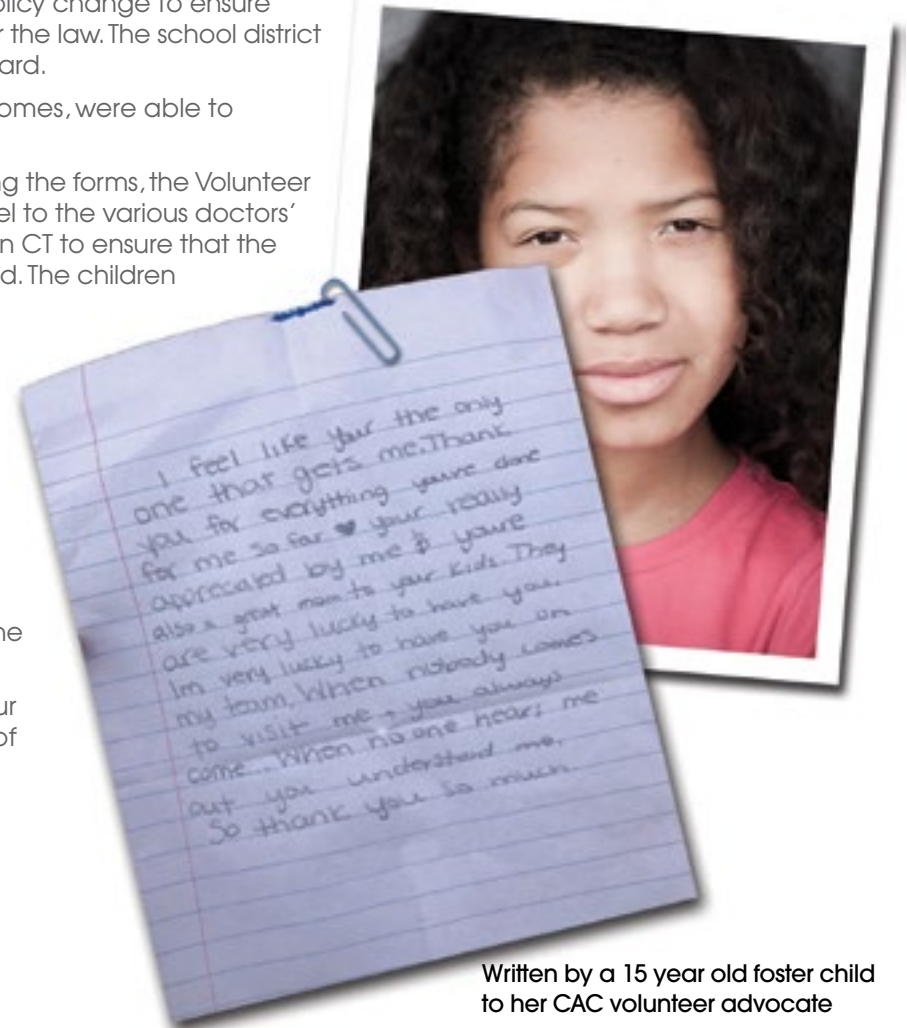 olicy change to ensure
r the law. The school district
ard.
omes, were able to
ng the forms, the Volunteer
el to the various doctors’
n CT to ensure that the
d. The children
ne
ur
of
I feel like your the only
one that gets me. Thank
you for everything youve done
for me so far ♥ your really
apprecated by me & youre
also a great mom to your kids. They
are very lucky to have you.
Im very lucky to have you on
my team. When nobody comes
to visit me - you always
come... When no one hears me
out you understand me.
So thank you so much.
Written by a 15 year old foster child
to her CAC volunteer advocate